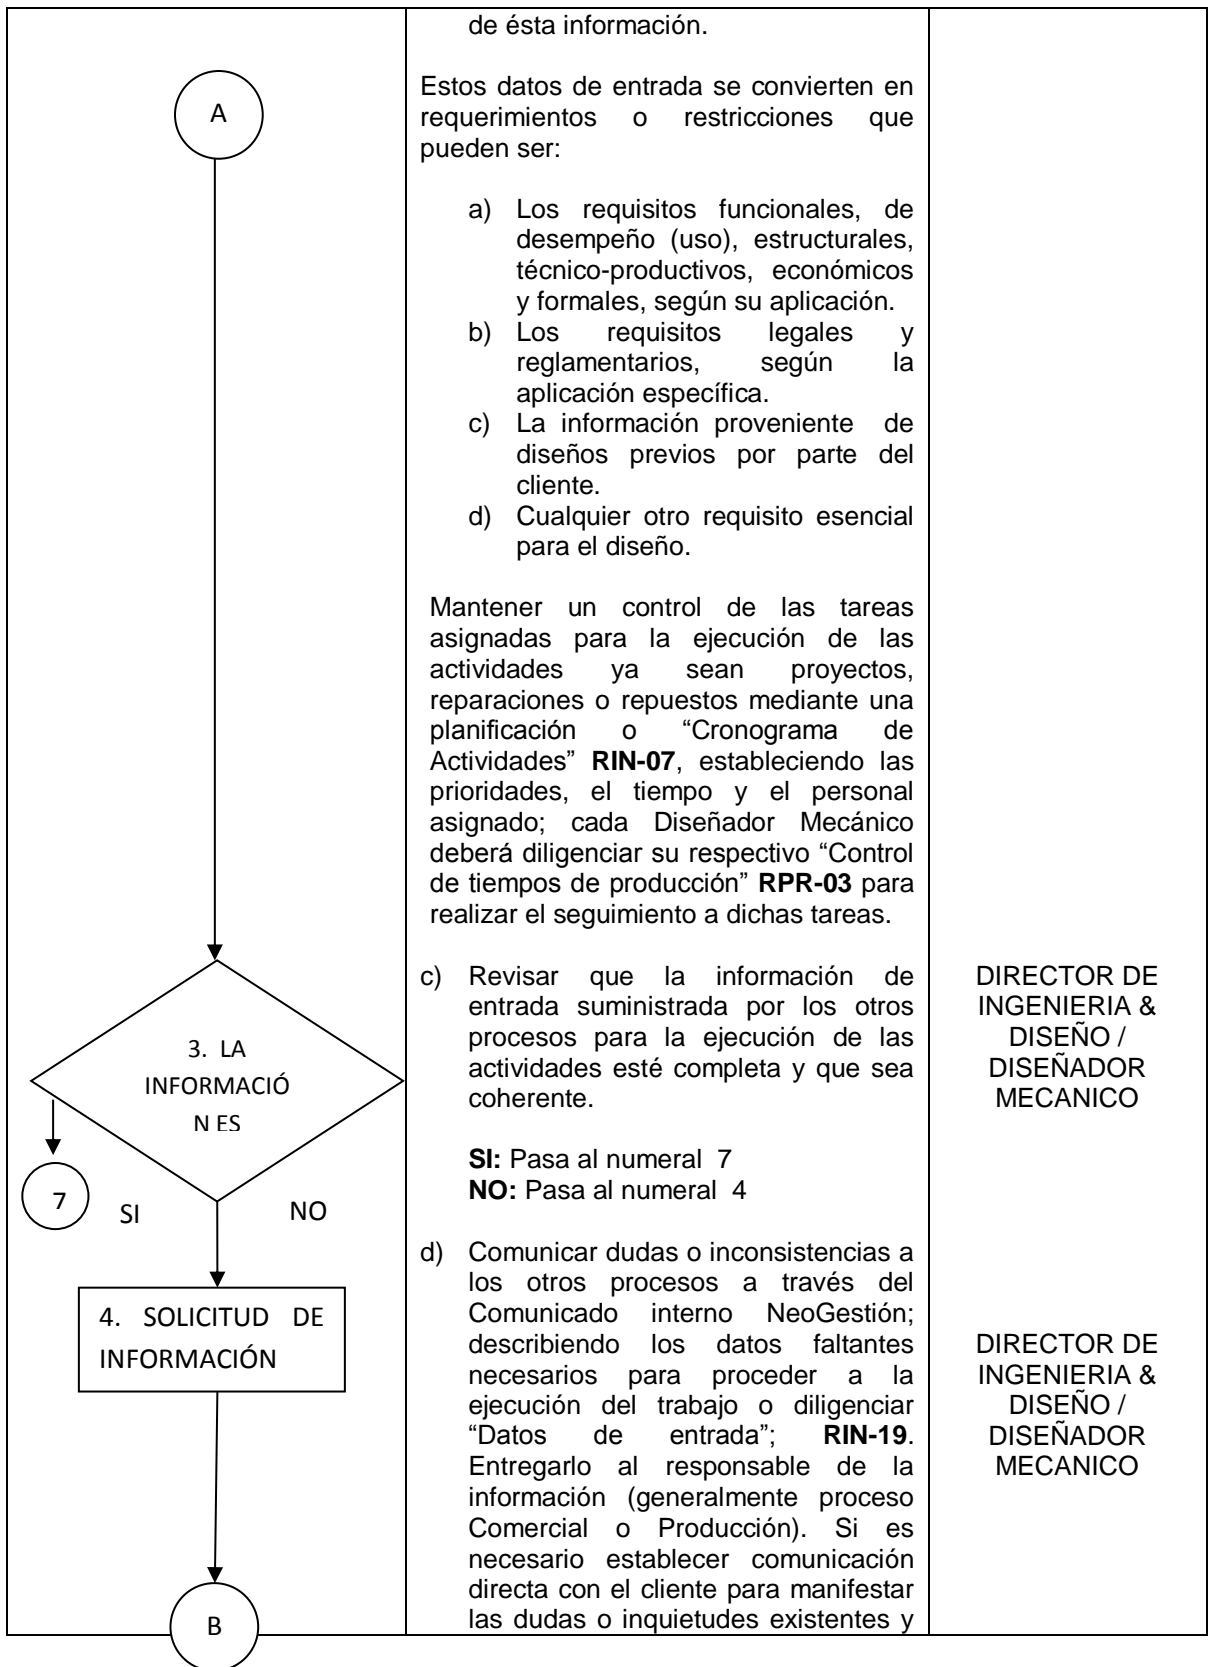 de ésta información.
A
Estos datos de entrada se convierten en
requerimientos o restricciones que
pueden ser:
a) Los requisitos funcionales, de
desempeño (uso), estructurales,
técnico-productivos, económicos
y formales, según su aplicación.
b) Los requisitos legales y
reglamentarios, según la
aplicación específica.
c) La información proveniente de
diseños previos por parte del
cliente.
d) Cualquier otro requisito esencial
para el diseño.
Mantener un control de las tareas
asignadas para la ejecución de las
actividades ya sean proyectos,
reparaciones o repuestos mediante una
planificación o “Cronograma de
Actividades” RIN-07, estableciendo las
prioridades, el tiempo y el personal
asignado; cada Diseñador Mecánico
deberá diligenciar su respectivo “Control
de tiempos de producción” RPR-03 para
realizar el seguimiento a dichas tareas.
3. LA
INFORMACIÓ
N ES
7
SI
NO
c) Revisar que la información de
entrada suministrada por los otros
procesos para la ejecución de las
actividades esté completa y que sea
coherente.
SI: Pasa al numeral 7
NO: Pasa al numeral 4
DIRECTOR DE
INGENIERIA &
DISEÑO /
DISEÑADOR
MECANICO
4. SOLICITUD DE
INFORMACIÓN
d) Comunicar dudas o inconsistencias a
los otros procesos a través del
Comunicado interno NeoGestión;
describiendo los datos faltantes
necesarios para proceder a la
ejecución del trabajo o diligenciar
“Datos de entrada”; RIN-19.
Entregarlo al responsable de la
información (generalmente proceso
Comercial o Producción). Si es
necesario establecer comunicación
directa con el cliente para manifestar
las dudas o inquietudes existentes y
DIRECTOR DE
INGENIERIA &
DISEÑO /
DISEÑADOR
MECANICO
B